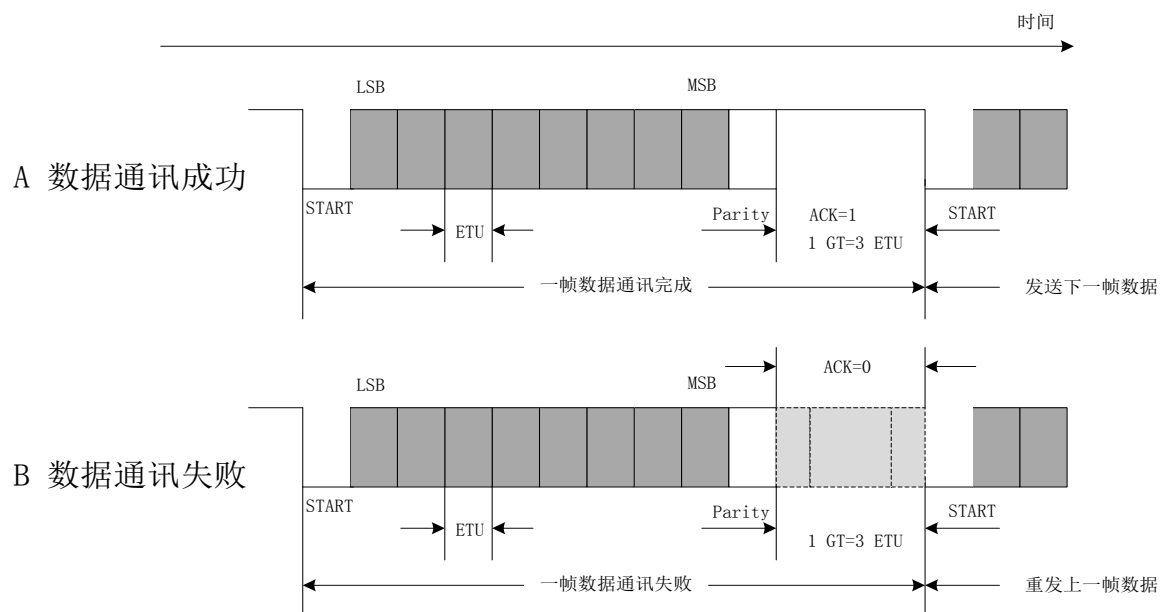 时间
LSB
MSB
A 数据通讯成功
START
ETU
Parity
ACK=1
1 GT=3 ETU
START
一帧数据通讯完成
发送下一帧数据
ACK=0
LSB
MSB
B 数据通讯失败
START
ETU
Parity
1 GT=3 ETU
START
一帧数据通讯失败
重发上一帧数据